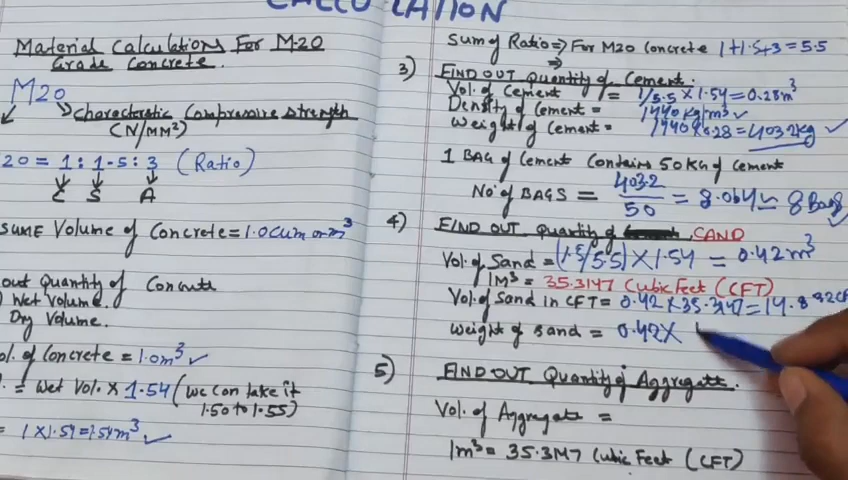 CALCULATION
Material Calculations For M-20
Grade Concrete.
M20
Characteristic Compressive Strength
(N/MM²)
20 = 1 : 1.5 : 3 (Ratio)
C S A
SUME Volume of Concrete = 1.0 cum or m³
out Quantity of Concrete
Wet Volume.
Dry Volume.
ol. of Concrete = 1.0m³ ✓
= Wet Vol. × 1.54 (we can take it
1.50 to 1.55)
= 1 × 1.54 = 1.54m³ ✓
Sum of Ratio ⇒ For M20 Concrete 1+1.5+3 = 5.5
⇒
3) FIND OUT Quantity of Cement.
Vol. of Cement = 1/5.5 × 1.54 = 0.28m³
Density of Cement = 1440 kg/m³ ✓
Weight of Cement = 1440×0.28 = 403.2kg ✓
1 BAG of Cement Contains 50KG of Cement
No. of BAGS = 403.2/50 = 8.064 ≃ 8 Bags
4) FIND OUT Quantity of SAND
Vol. of Sand = (1.5/5.5) × 1.54 = 0.42m³
1M³ = 35.3147 Cubic Feet (CFT)
Vol. of Sand in CFT = 0.42 × 35.3147 = 14.832
Weight of Sand = 0.42 ×
5) FIND OUT Quantity of Aggregate.
Vol. of Aggregate =
1m³ = 35.3147 Cubic Feet (CFT)